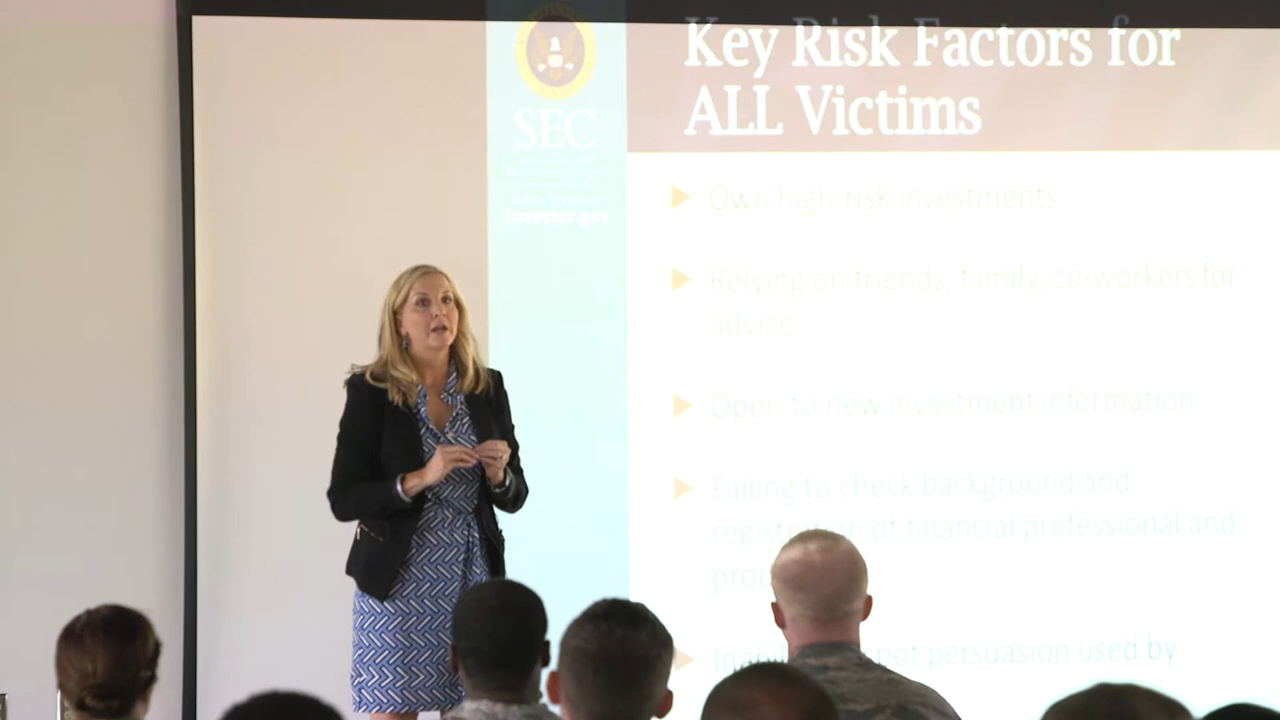 SEC
Investor.gov
Key Risk Factors for
ALL Victims
Own high risk investments
Relying on friends family co-workers for
advice
Open to new investment information
Failing to check background and
registration of financial professional and
Inability spot persuasion used by